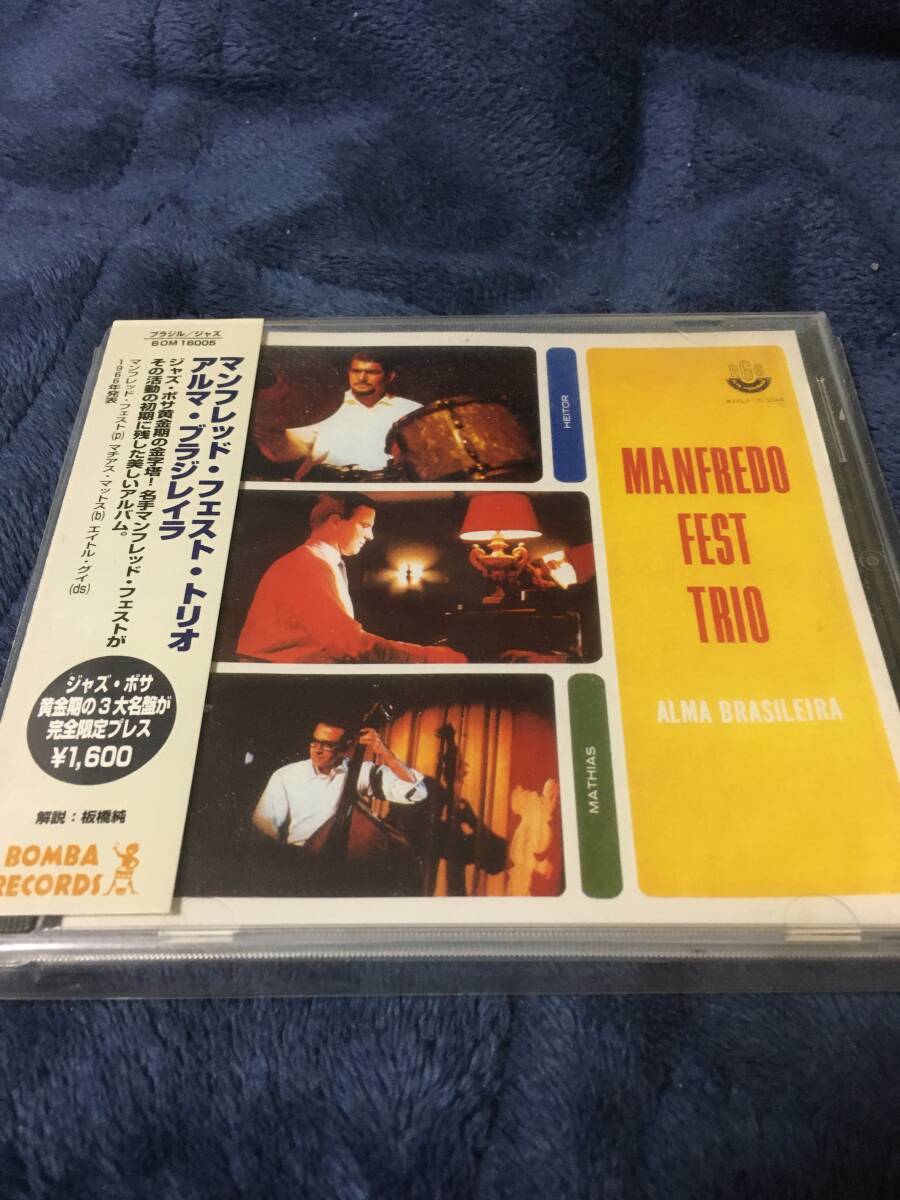 ブラジル/ジャズ
BOM 16005
マンフレッド・フェスト・トリオ
アルマ・ブラジレイラ
ジャズ・ボサ黄金期の金字塔！名手マンフレッド・フェストが
その活動の初期に残した美しいアルバム。
マンフレッド・フェスト(p) マチアス・マットス(b) エイトル・グイ(ds)
1966年発表
ジャズ・ボサ
黄金期の3大名盤が
完全限定プレス
¥1,600
解説：板橋純
BOMBA
RECORDS
HEITOR
MATHIAS
MANFREDO
FEST
TRIO
ALMA BRASILEIRA